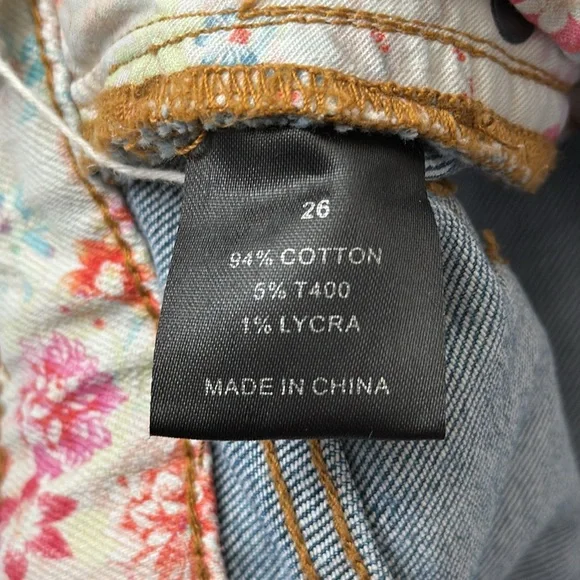 26
94% COTTON
5% T400
1% LYCRA
MADE IN CHINA